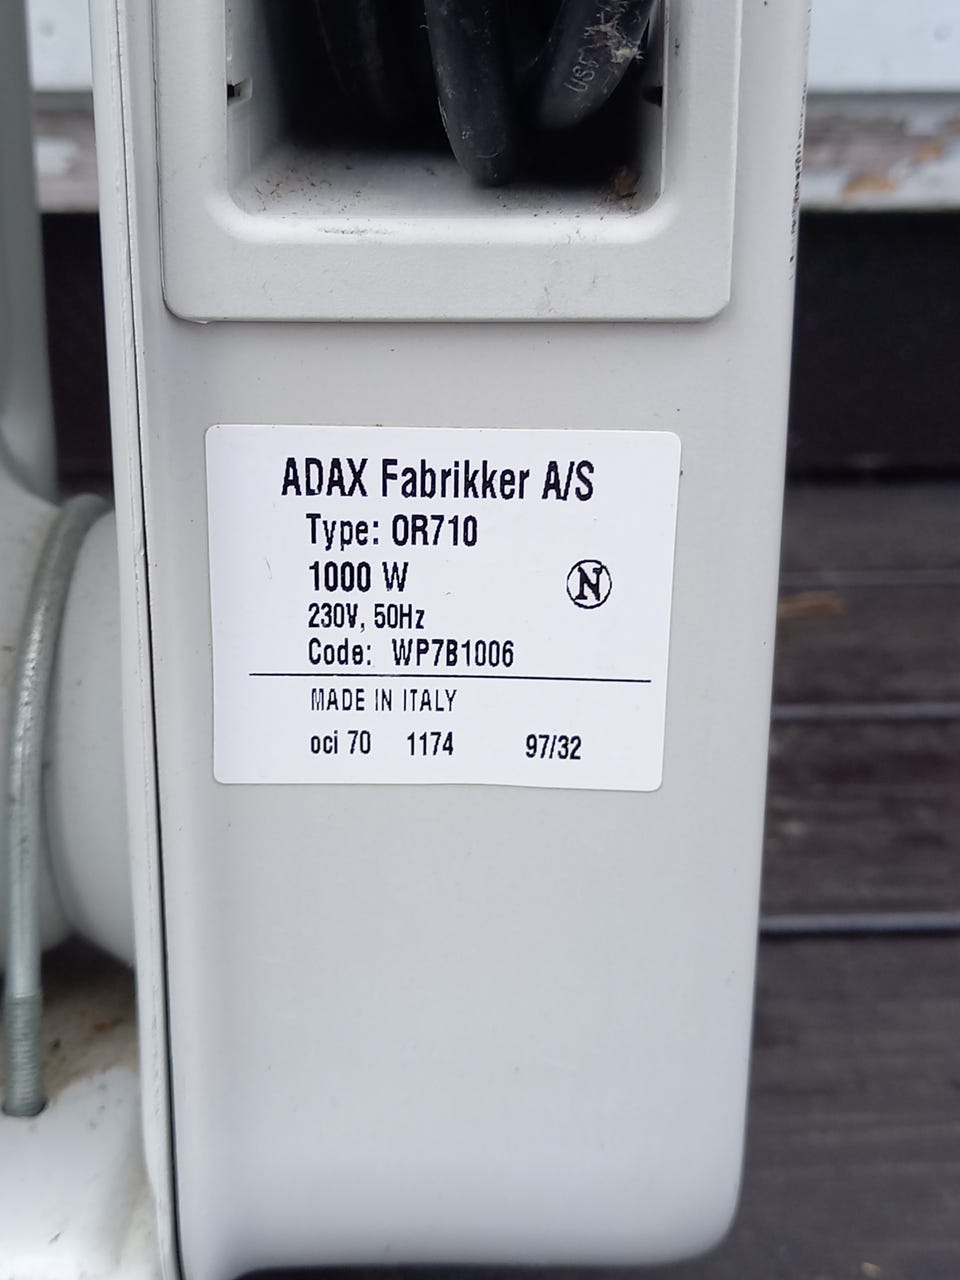 ADAX Fabrikker A/S
Type: OR710
1000 W
N
230V, 50Hz
Code: WP7B1006
MADE IN ITALY
oci 70 1174 97/32